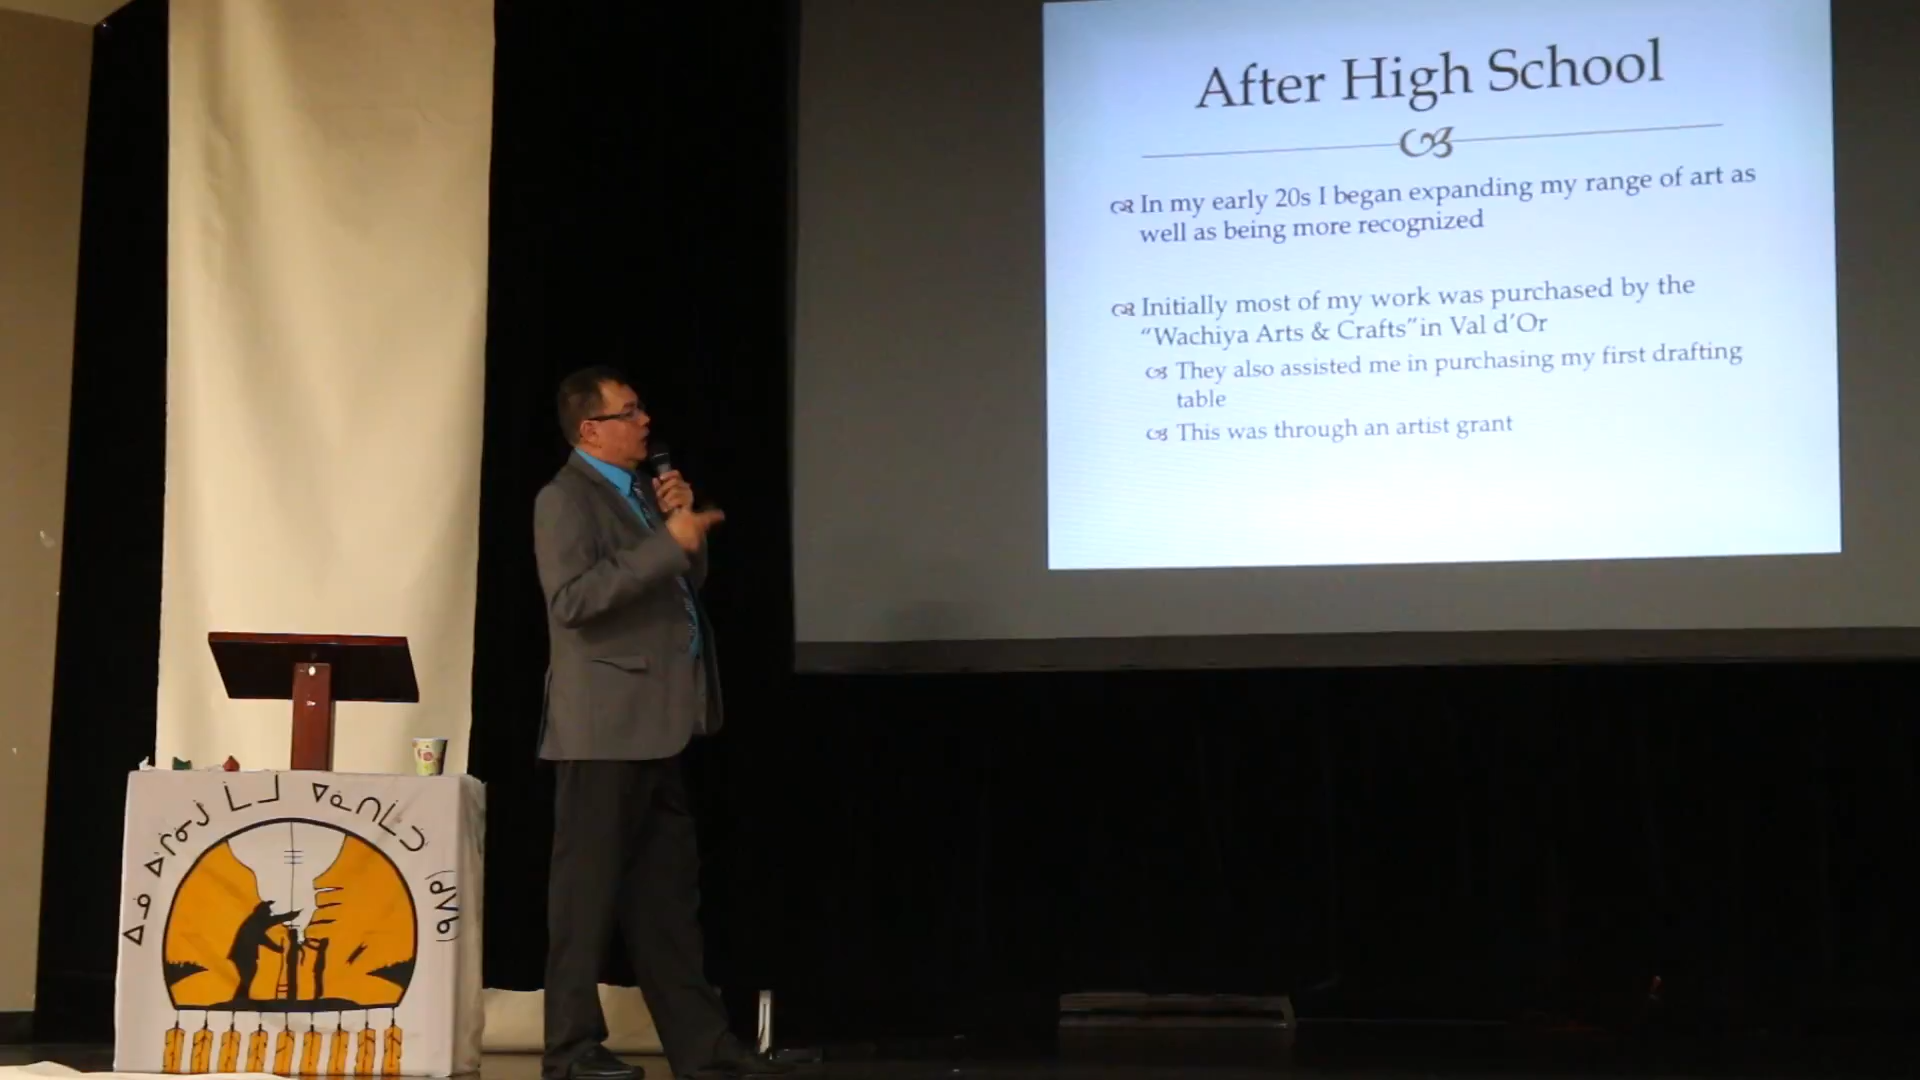 After High School
In my early 20s I began expanding my range of art as
well as being more recognized
Initially most of my work was purchased by the
“Wachiya Arts & Crafts”in Val d’Or
They also assisted me in purchasing my first drafting
table
This was through an artist grant